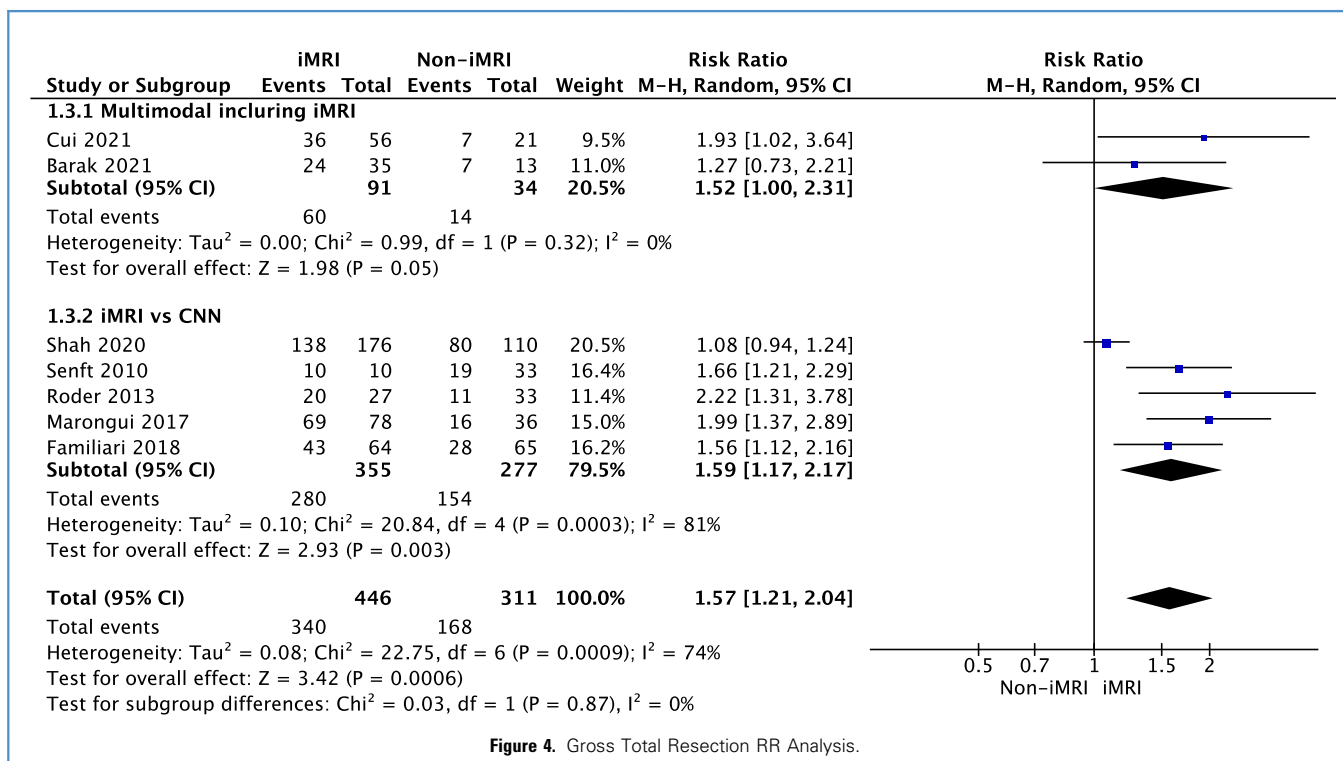 iMRI Non-iMRI Risk Ratio Risk Ratio
Study or Subgroup Events Total Events Total Weight M-H, Random, 95% CI M-H, Random, 95% CI
1.3.1 Multimodal incluring iMRI
Cui 2021 36 56 7 21 9.5% 1.93 [1.02, 3.64]
Barak 2021 24 35 7 13 11.0% 1.27 [0.73, 2.21]
Subtotal (95% CI) 91 34 20.5% 1.52 [1.00, 2.31]
Total events 60 14
Heterogeneity: Tau² = 0.00; Chi² = 0.99, df = 1 (P = 0.32); I² = 0%
Test for overall effect: Z = 1.98 (P = 0.05)
1.3.2 iMRI vs CNN
Shah 2020 138 176 80 110 20.5% 1.08 [0.94, 1.24]
Senft 2010 10 10 19 33 16.4% 1.66 [1.21, 2.29]
Roder 2013 20 27 11 33 11.4% 2.22 [1.31, 3.78]
Marongui 2017 69 78 16 36 15.0% 1.99 [1.37, 2.89]
Familiari 2018 43 64 28 65 16.2% 1.56 [1.12, 2.16]
Subtotal (95% CI) 355 277 79.5% 1.59 [1.17, 2.17]
Total events 280 154
Heterogeneity: Tau² = 0.10; Chi² = 20.84, df = 4 (P = 0.0003); I² = 81%
Test for overall effect: Z = 2.93 (P = 0.003)
Total (95% CI) 446 311 100.0% 1.57 [1.21, 2.04]
Total events 340 168
Heterogeneity: Tau² = 0.08; Chi² = 22.75, df = 6 (P = 0.0009); I² = 74%
Test for overall effect: Z = 3.42 (P = 0.0006)
Test for subgroup differences: Chi² = 0.03, df = 1 (P = 0.87), I² = 0%
0.5 0.7 1 1.5 2
Non-iMRI iMRI
Figure 4. Gross Total Resection RR Analysis.